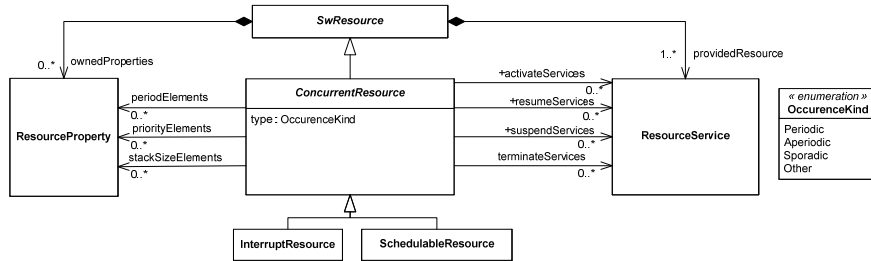 SwResource
0..*
ownedProperties
1..*
providedResource
ResourceProperty
periodElements
0..*
priorityElements
0..*
stackSizeElements
0..*
ConcurrentResource
type : OccurenceKind
+activateServices
0..*
+resumeServices
0..*
+suspendServices
0..*
terminateServices
0..*
ResourceService
« enumeration »
OccurenceKind
Periodic
Aperiodic
Sporadic
Other
InterruptResource
SchedulableResource